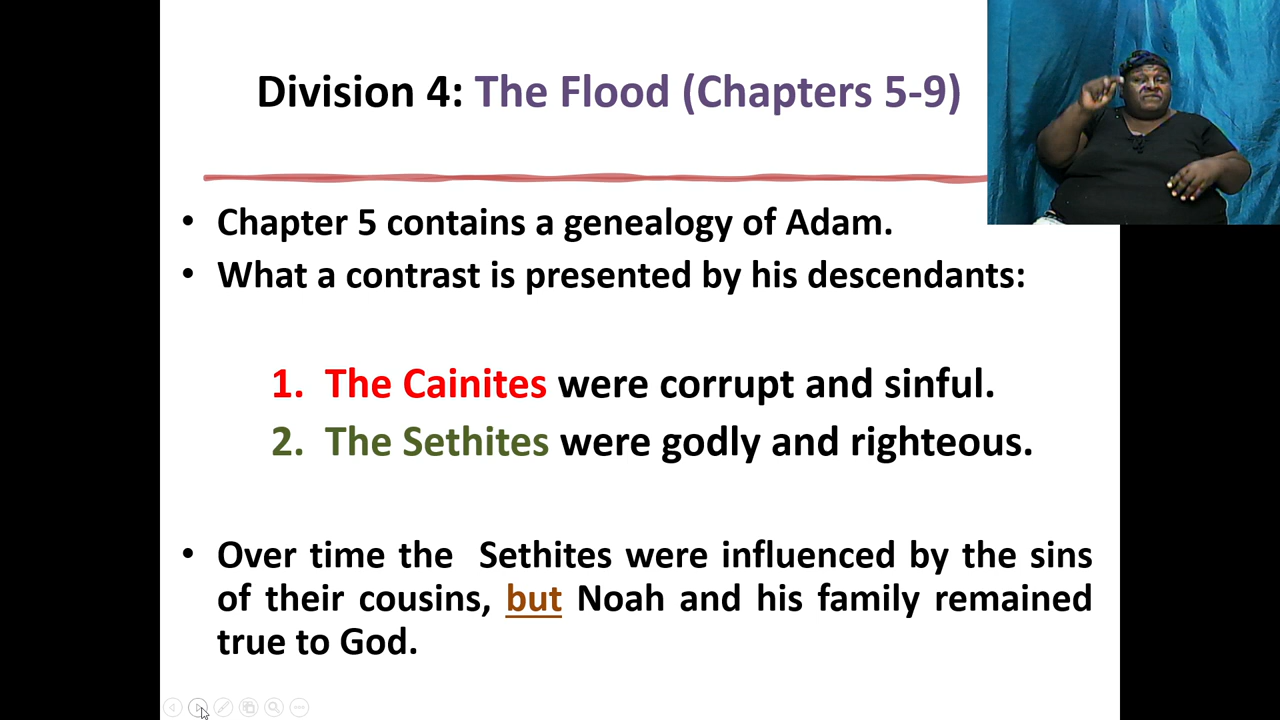 Division 4: The Flood (Chapters 5-9)
• Chapter 5 contains a genealogy of Adam.
• What a contrast is presented by his descendants:
1. The Cainites were corrupt and sinful.
2. The Sethites were godly and righteous.
• Over time the Sethites were influenced by the sins
of their cousins, but Noah and his family remained
true to God.